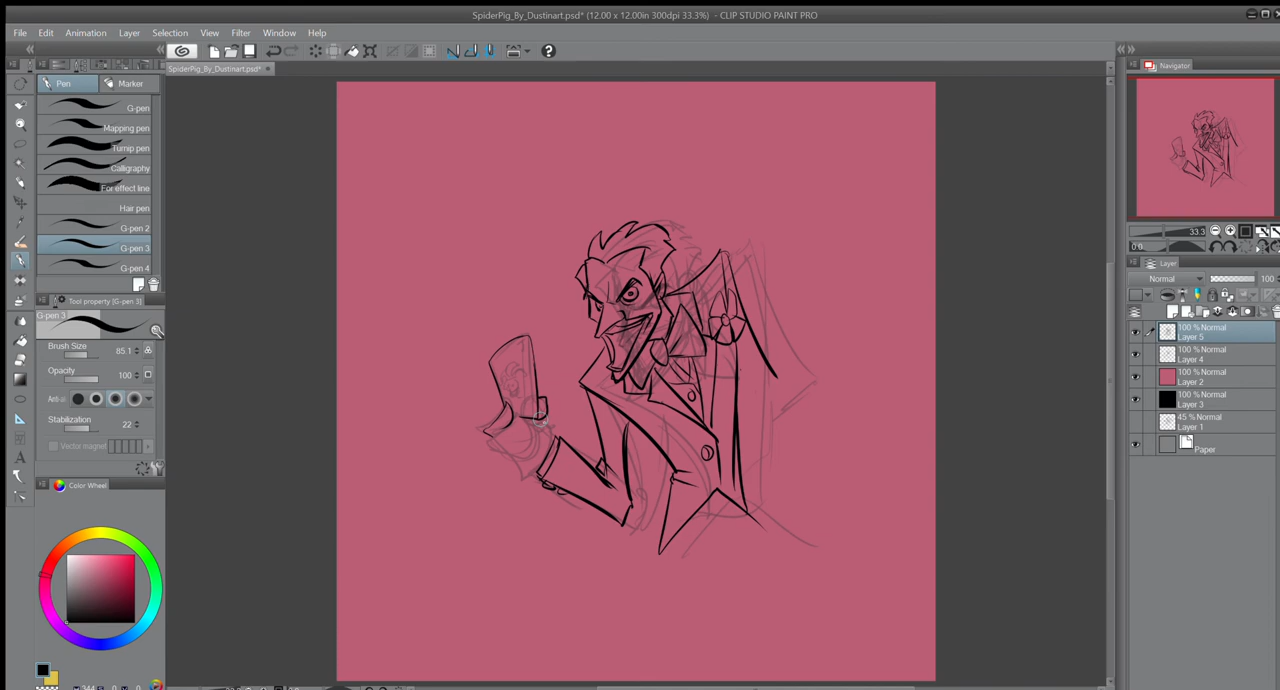 SpiderPig_By_Dustinart.psd* (12.00 x 12.00in 300dpi 33.3%) - CLIP STUDIO PAINT PRO
File Edit Animation Layer Selection View Filter Window Help
SpiderPig_By_Dustinart.psd*
Navigator
Pen Marker
G-pen
Mapping pen
Turnip pen
Calligraphy
For effect line
Hair pen
G-pen 2
G-pen 3
G-pen 4
Tool property [G-pen 3]
G-pen 3
Brush Size 85.1
Opacity 100
Stabilization 22
Vector magnet
Color Wheel
33.3
0.0
Layer
Normal 100
100 % Normal
Layer 5
100 % Normal
Layer 4
100 % Normal
Layer 2
100 % Normal
Layer 3
45 % Normal
Layer 1
Paper